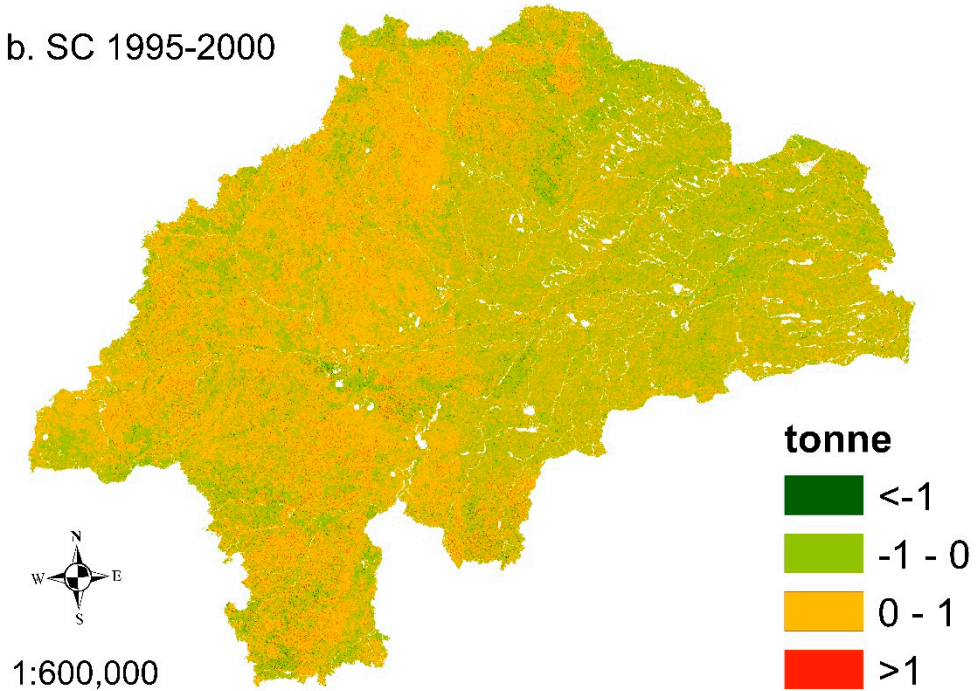 b. SC 1995-2000
tonne
<-1
-1 - 0
0 - 1
>1
N
W E
S
1:600,000